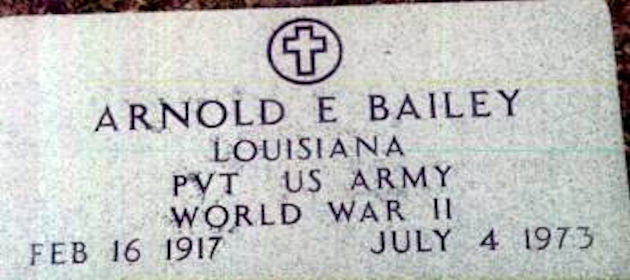 ARNOLD E BAILEY
LOUISIANA
PVT US ARMY
WORLD WAR II
FEB 16 1917 JULY 4 1973